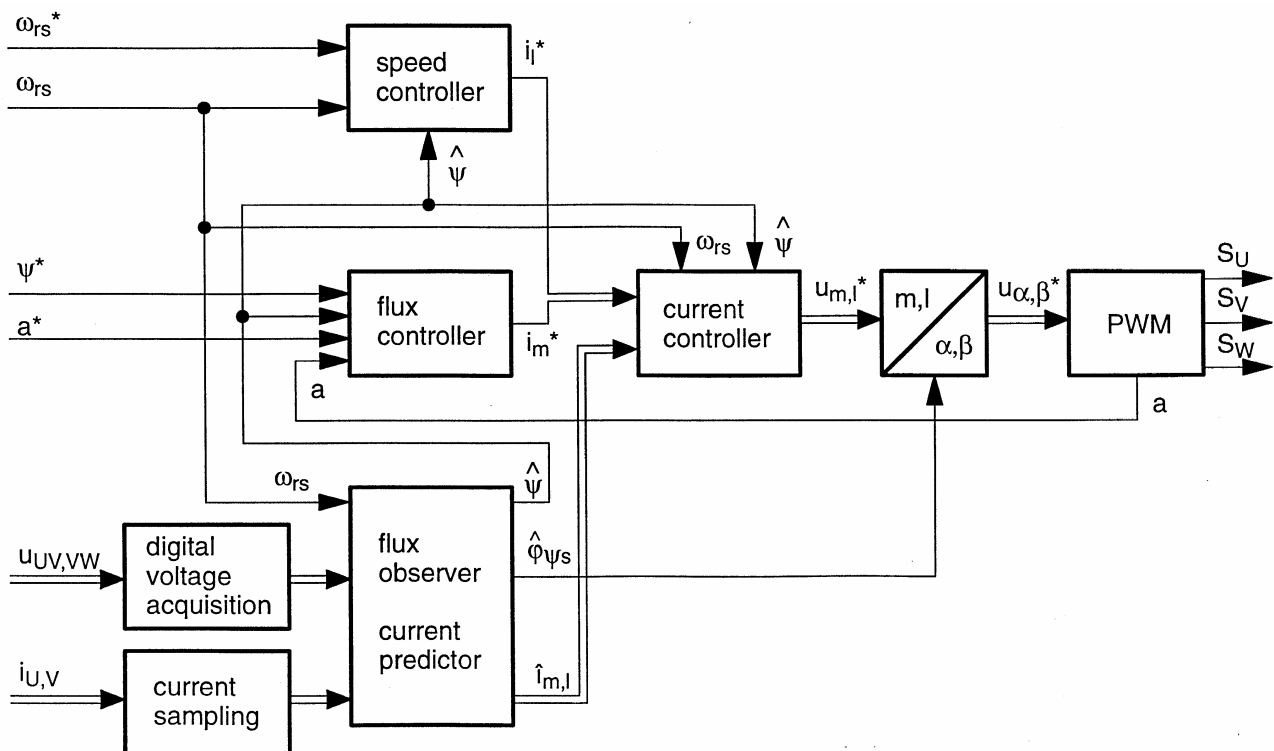 ωrs*
ωrs
speed
controller
il*
ψ̂
ωrs
ψ̂
ψ*
a*
flux
controller
a
im*
current
controller
um,l*
m,l
α,β
uα,β*
PWM
SU
SV
SW
a
ωrs
ψ̂
uUV,VW
digital
voltage
acquisition
flux
observer
current
predictor
φ̂ψs
iU,V
current
sampling
îm,l